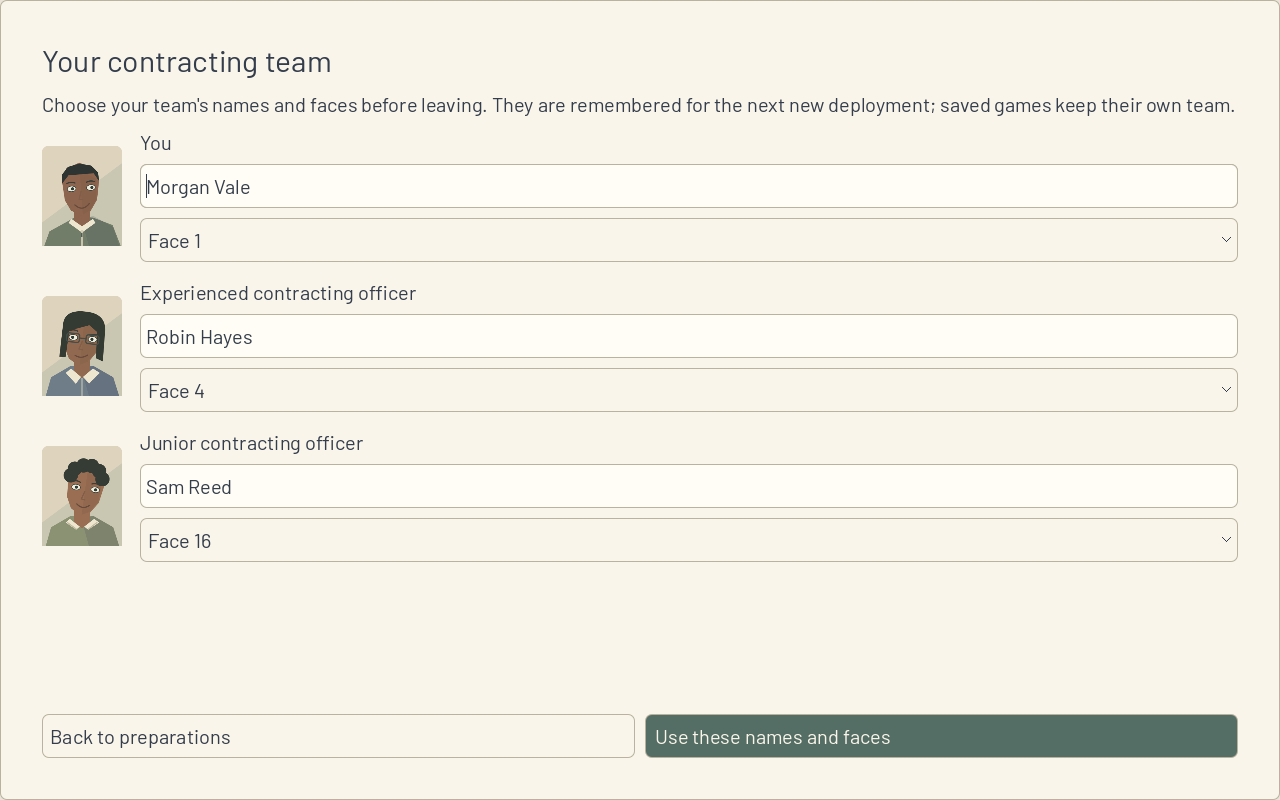 Your contracting team
Choose your team's names and faces before leaving. They are remembered for the next new deployment; saved games keep their own team.
You
Morgan Vale
Face 1
Experienced contracting officer
Robin Hayes
Face 4
Junior contracting officer
Sam Reed
Face 16
Back to preparations
Use these names and faces